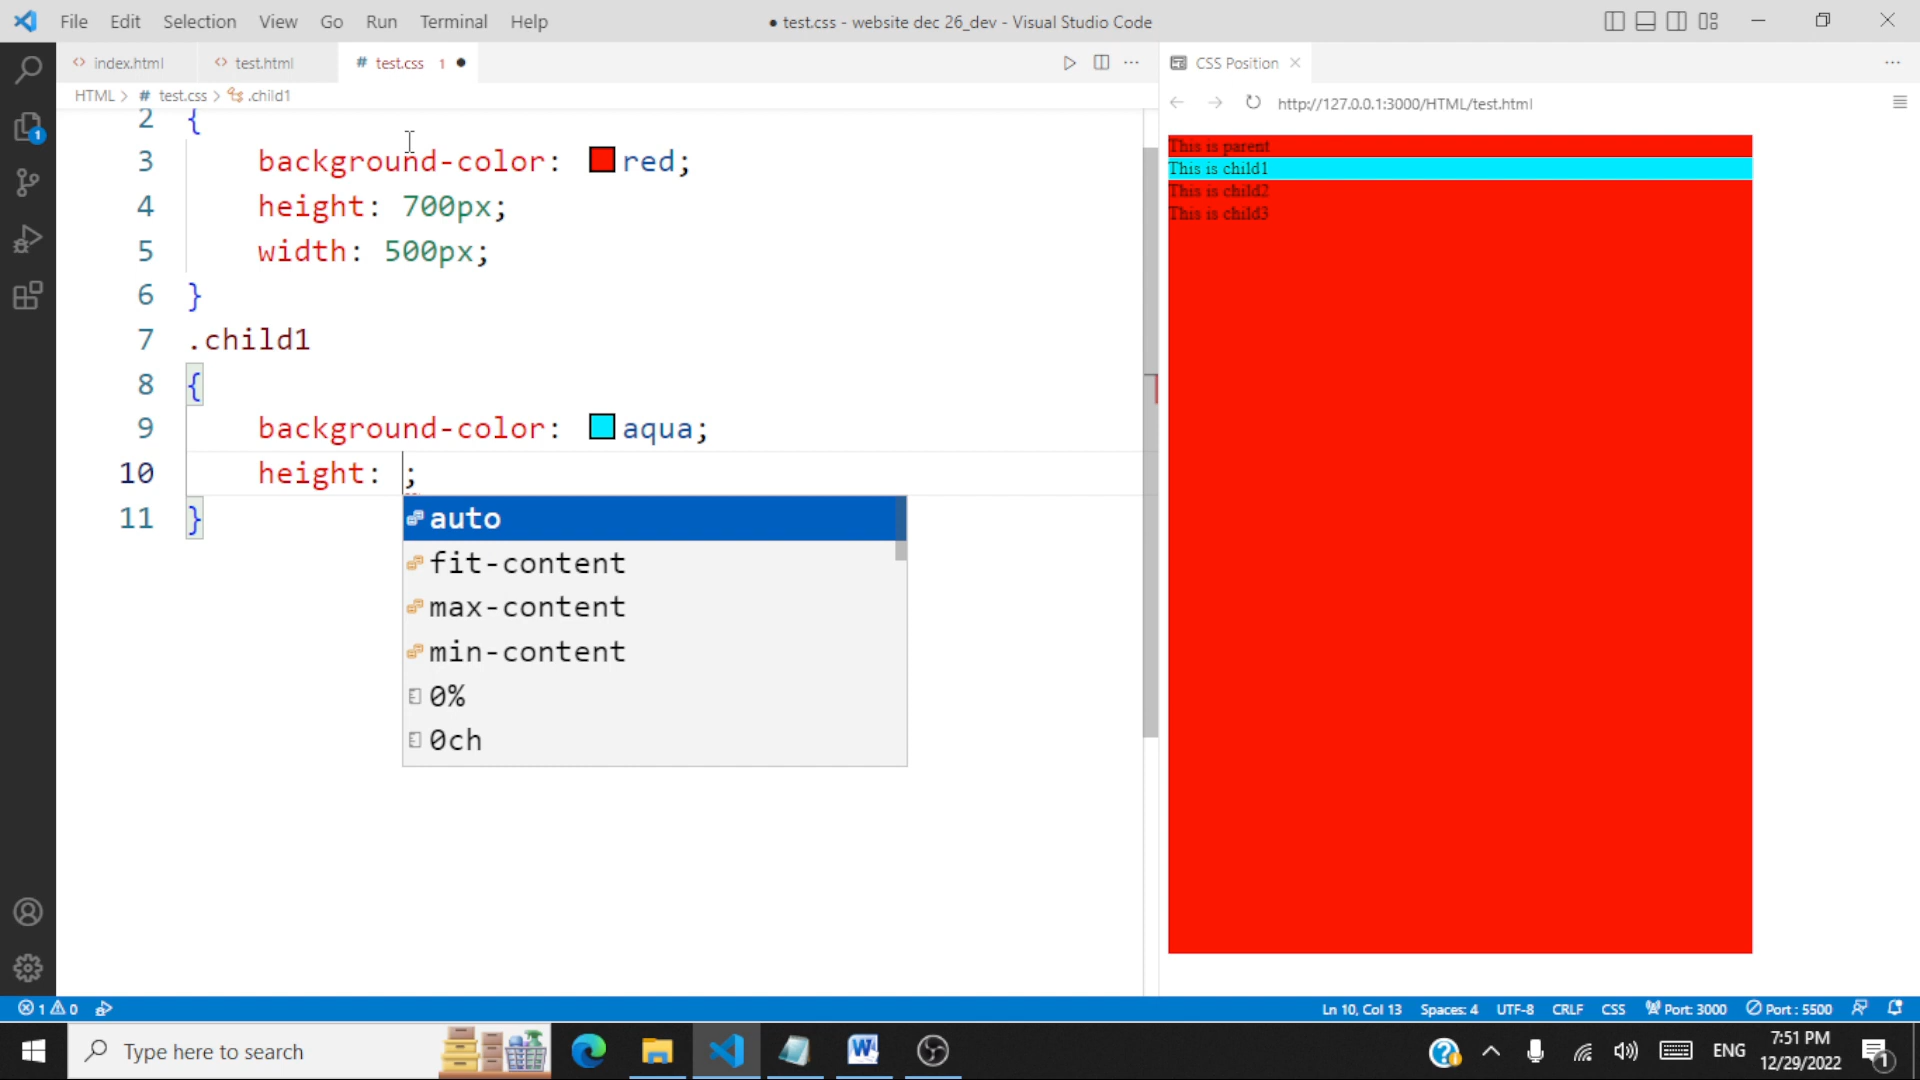 File Edit Selection View Go Run Terminal Help
● test.css - website dec 26_dev - Visual Studio Code
<> index.html
<> test.html
# test.css 1 ●
CSS Position
HTML > # test.css > .child1
http://127.0.0.1:3000/HTML/test.html
2 {
3 background-color: red;
4 height: 700px;
5 width: 500px;
6 }
7 .child1
8 {
9 background-color: aqua;
10 height: ;
11 }
auto
fit-content
max-content
min-content
0%
0ch
1
This is parent
This is child1
This is child2
This is child3
1 0
Ln 10, Col 13 Spaces: 4 UTF-8 CRLF CSS Port: 3000 Port : 5500
Type here to search
ENG
7:51 PM
12/29/2022
1